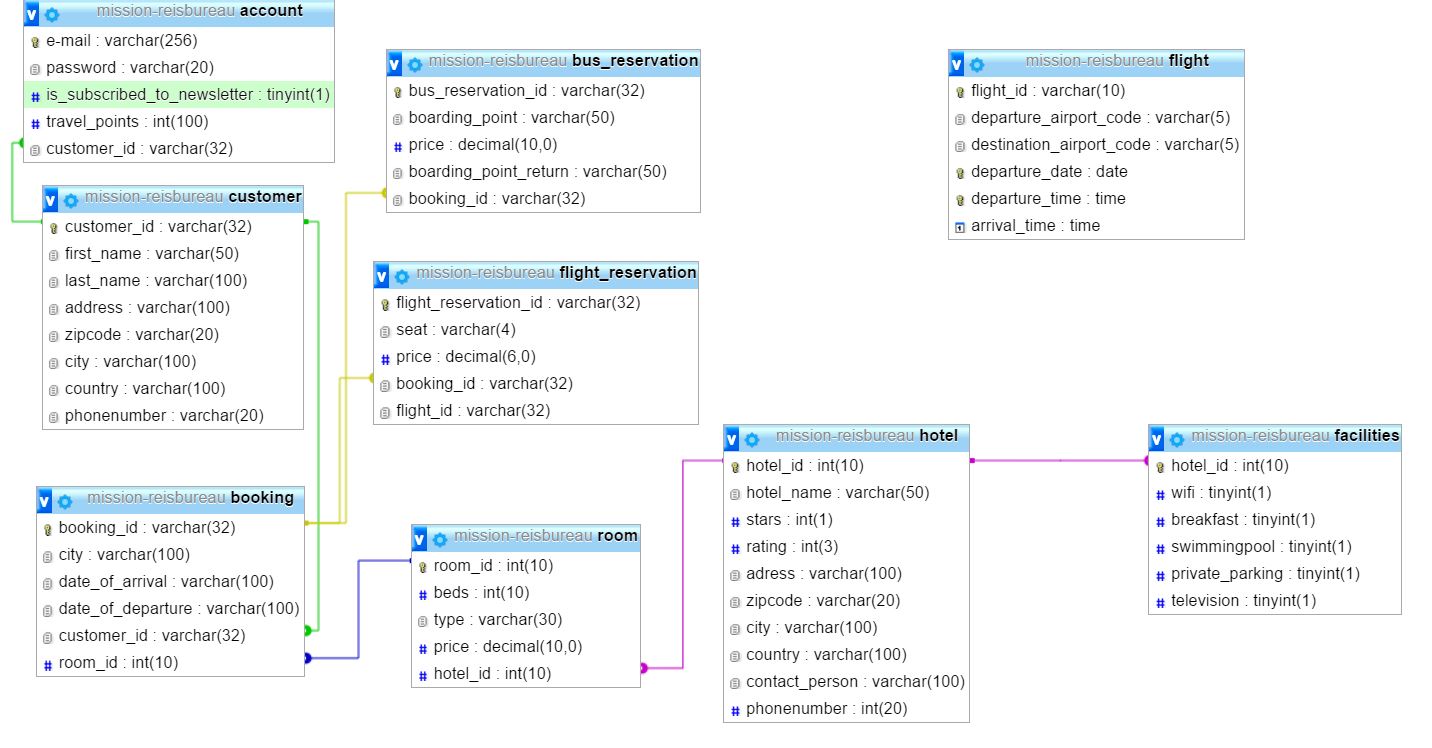 mission-reisbureau account
e-mail : varchar(256)
password : varchar(20)
is_subscribed_to_newsletter : tinyint(1)
travel_points : int(100)
customer_id : varchar(32)
mission-reisbureau customer
customer_id : varchar(32)
first_name : varchar(50)
last_name : varchar(100)
address : varchar(100)
zipcode : varchar(20)
city : varchar(100)
country : varchar(100)
phonenumber : varchar(20)
mission-reisbureau booking
booking_id : varchar(32)
city : varchar(100)
date_of_arrival : varchar(100)
date_of_departure : varchar(100)
customer_id : varchar(32)
room_id : int(10)
mission-reisbureau bus_reservation
bus_reservation_id : varchar(32)
boarding_point : varchar(50)
price : decimal(10,0)
boarding_point_return : varchar(50)
booking_id : varchar(32)
mission-reisbureau flight_reservation
flight_reservation_id : varchar(32)
seat : varchar(4)
price : decimal(6,0)
booking_id : varchar(32)
flight_id : varchar(32)
mission-reisbureau room
room_id : int(10)
beds : int(10)
type : varchar(30)
price : decimal(10,0)
hotel_id : int(10)
mission-reisbureau flight
flight_id : varchar(10)
departure_airport_code : varchar(5)
destination_airport_code : varchar(5)
departure_date : date
departure_time : time
arrival_time : time
mission-reisbureau hotel
hotel_id : int(10)
hotel_name : varchar(50)
stars : int(1)
rating : int(3)
adress : varchar(100)
zipcode : varchar(20)
city : varchar(100)
country : varchar(100)
contact_person : varchar(100)
phonenumber : int(20)
mission-reisbureau facilities
hotel_id : int(10)
wifi : tinyint(1)
breakfast : tinyint(1)
swimmingpool : tinyint(1)
private_parking : tinyint(1)
television : tinyint(1)